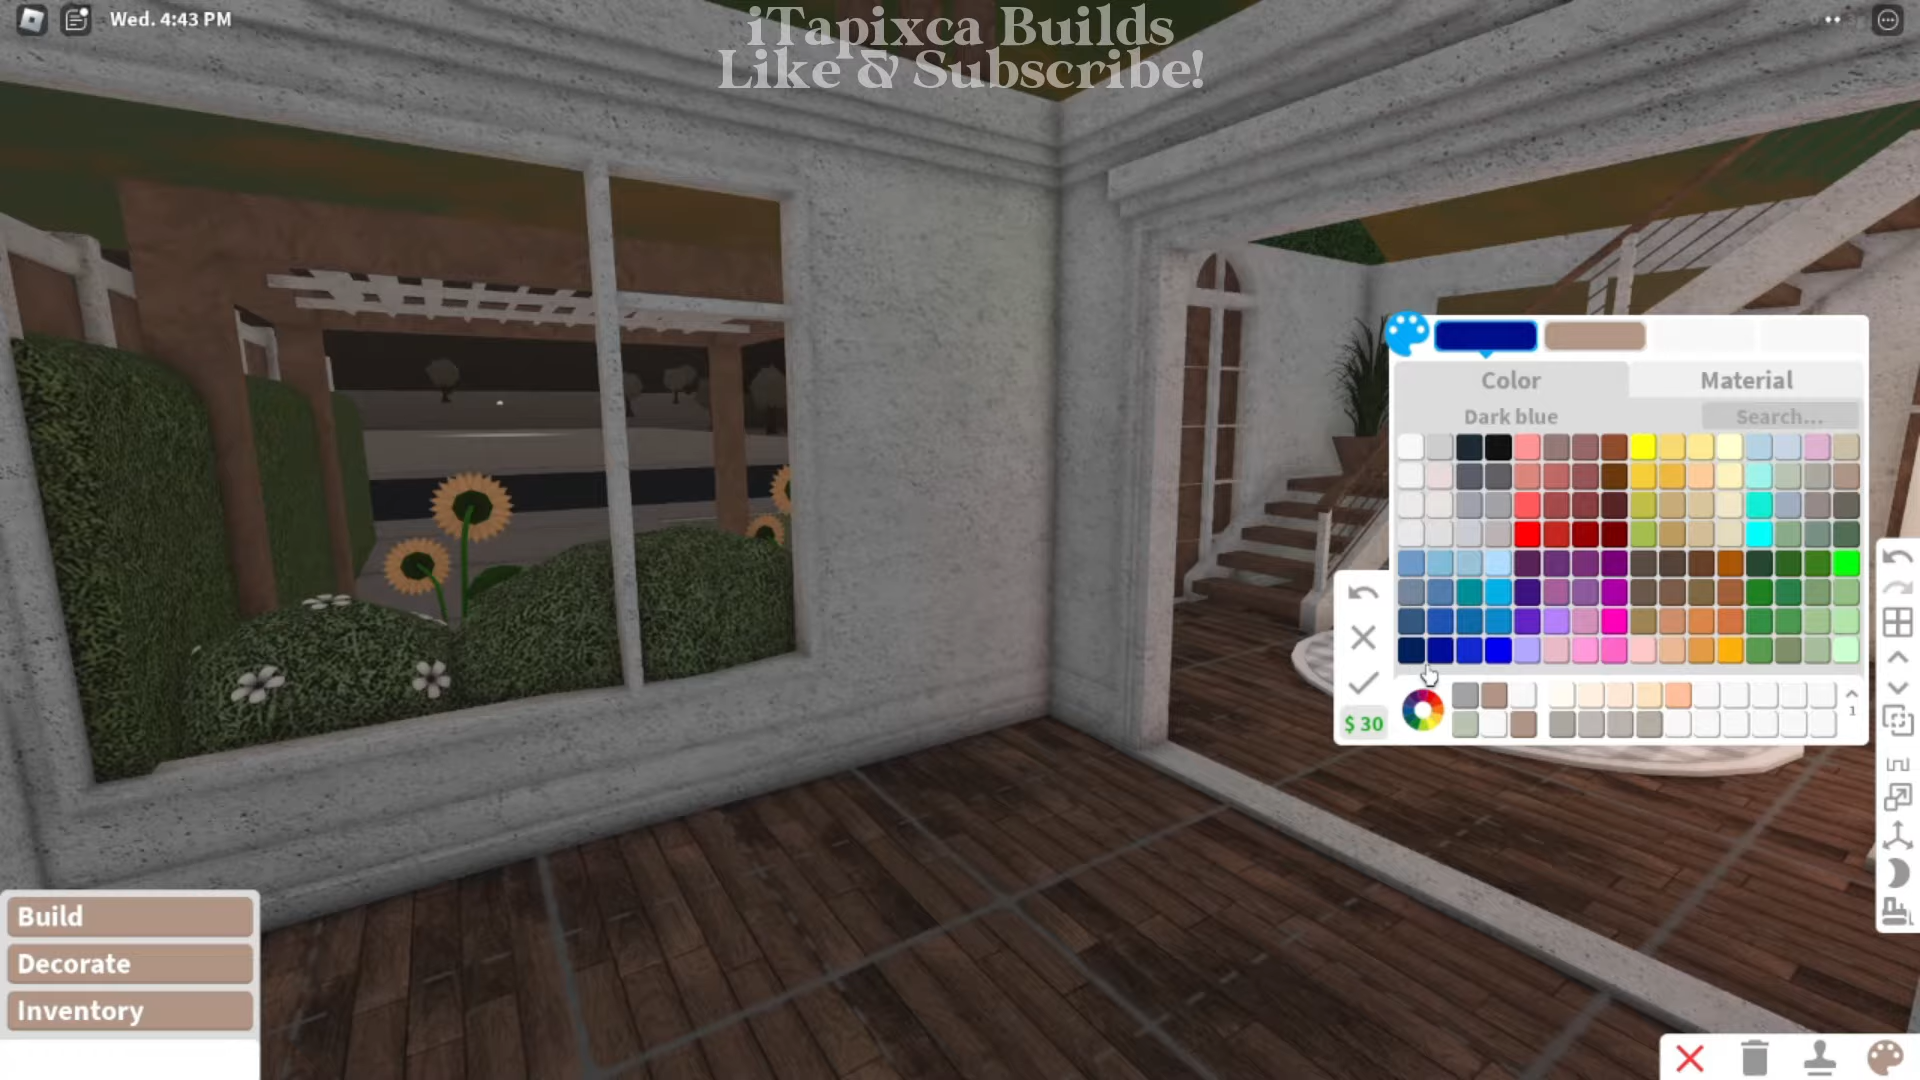 Wed. 4:43 PM
iTapixca Builds
Like & Subscribe!
Color
Material
Dark blue
Search...
$ 30
1
Build
Decorate
Inventory